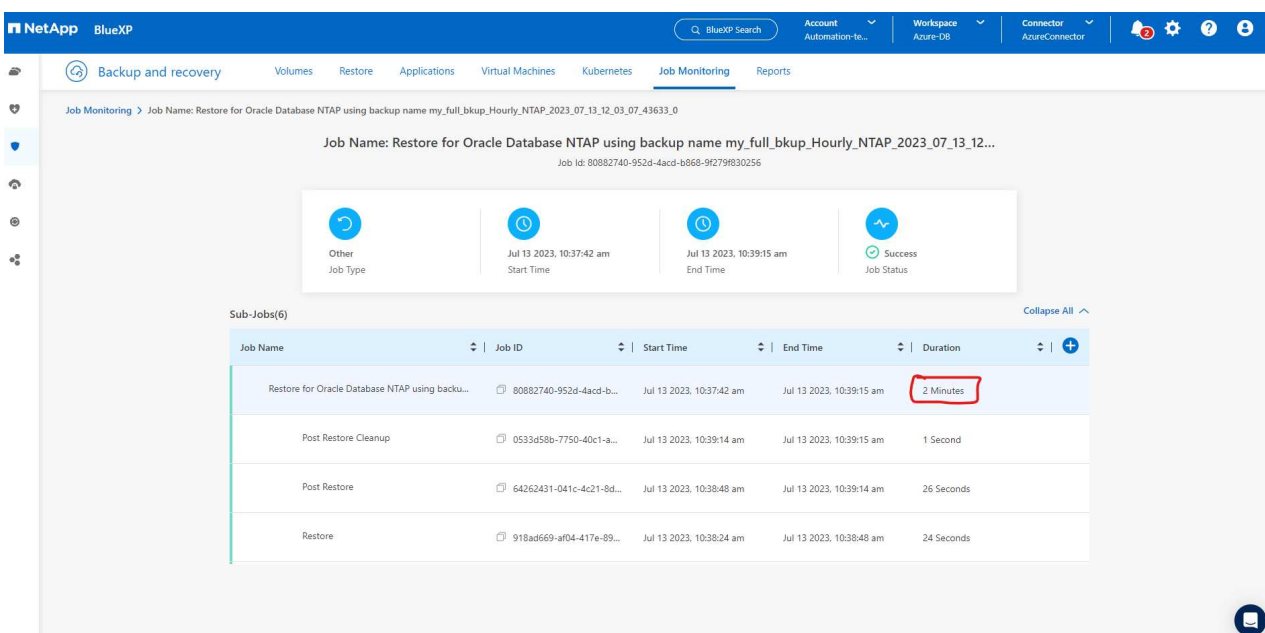 NetApp BlueXP
BlueXP Search
Account
Automation-te...
Workspace
Azure-DB
Connector
AzureConnector
2
Backup and recovery
Volumes
Restore
Applications
Virtual Machines
Kubernetes
Job Monitoring
Reports
Job Monitoring > Job Name: Restore for Oracle Database NTAP using backup name my_full_bkup_Hourly_NTAP_2023_07_13_12_03_07_43633_0
Job Name: Restore for Oracle Database NTAP using backup name my_full_bkup_Hourly_NTAP_2023_07_13_12...
Job Id: 80882740-952d-4acd-b868-9f279f830256
Other
Job Type
Jul 13 2023, 10:37:42 am
Start Time
Jul 13 2023, 10:39:15 am
End Time
Success
Job Status
Sub-Jobs(6)
Collapse All
Job Name | Job ID | Start Time | End Time | Duration
Restore for Oracle Database NTAP using backu... 80882740-952d-4acd-b... Jul 13 2023, 10:37:42 am Jul 13 2023, 10:39:15 am 2 Minutes
Post Restore Cleanup 0533d58b-7750-40c1-a... Jul 13 2023, 10:39:14 am Jul 13 2023, 10:39:15 am 1 Second
Post Restore 64262431-041c-4c21-8d... Jul 13 2023, 10:38:48 am Jul 13 2023, 10:39:14 am 26 Seconds
Restore 918ad669-af04-417e-89... Jul 13 2023, 10:38:24 am Jul 13 2023, 10:38:48 am 24 Seconds